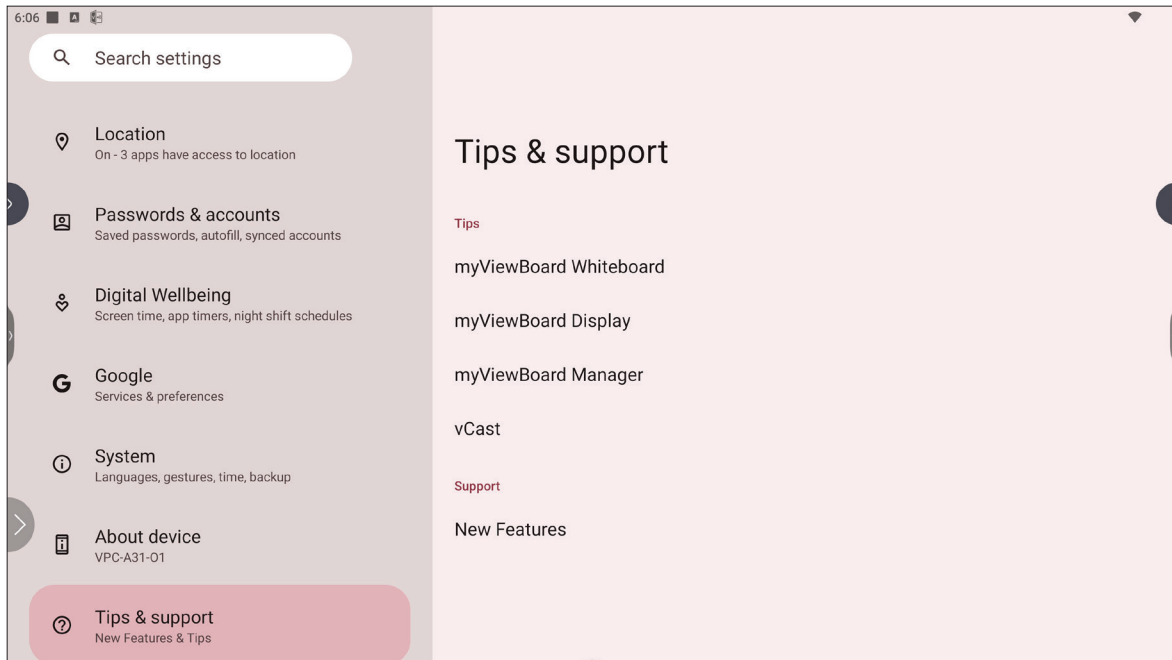 6:06
Search settings
Location
On - 3 apps have access to location
Passwords & accounts
Saved passwords, autofill, synced accounts
Digital Wellbeing
Screen time, app timers, night shift schedules
Google
Services & preferences
System
Languages, gestures, time, backup
About device
VPC-A31-O1
Tips & support
New Features & Tips
Tips & support
Tips
myViewBoard Whiteboard
myViewBoard Display
myViewBoard Manager
vCast
Support
New Features